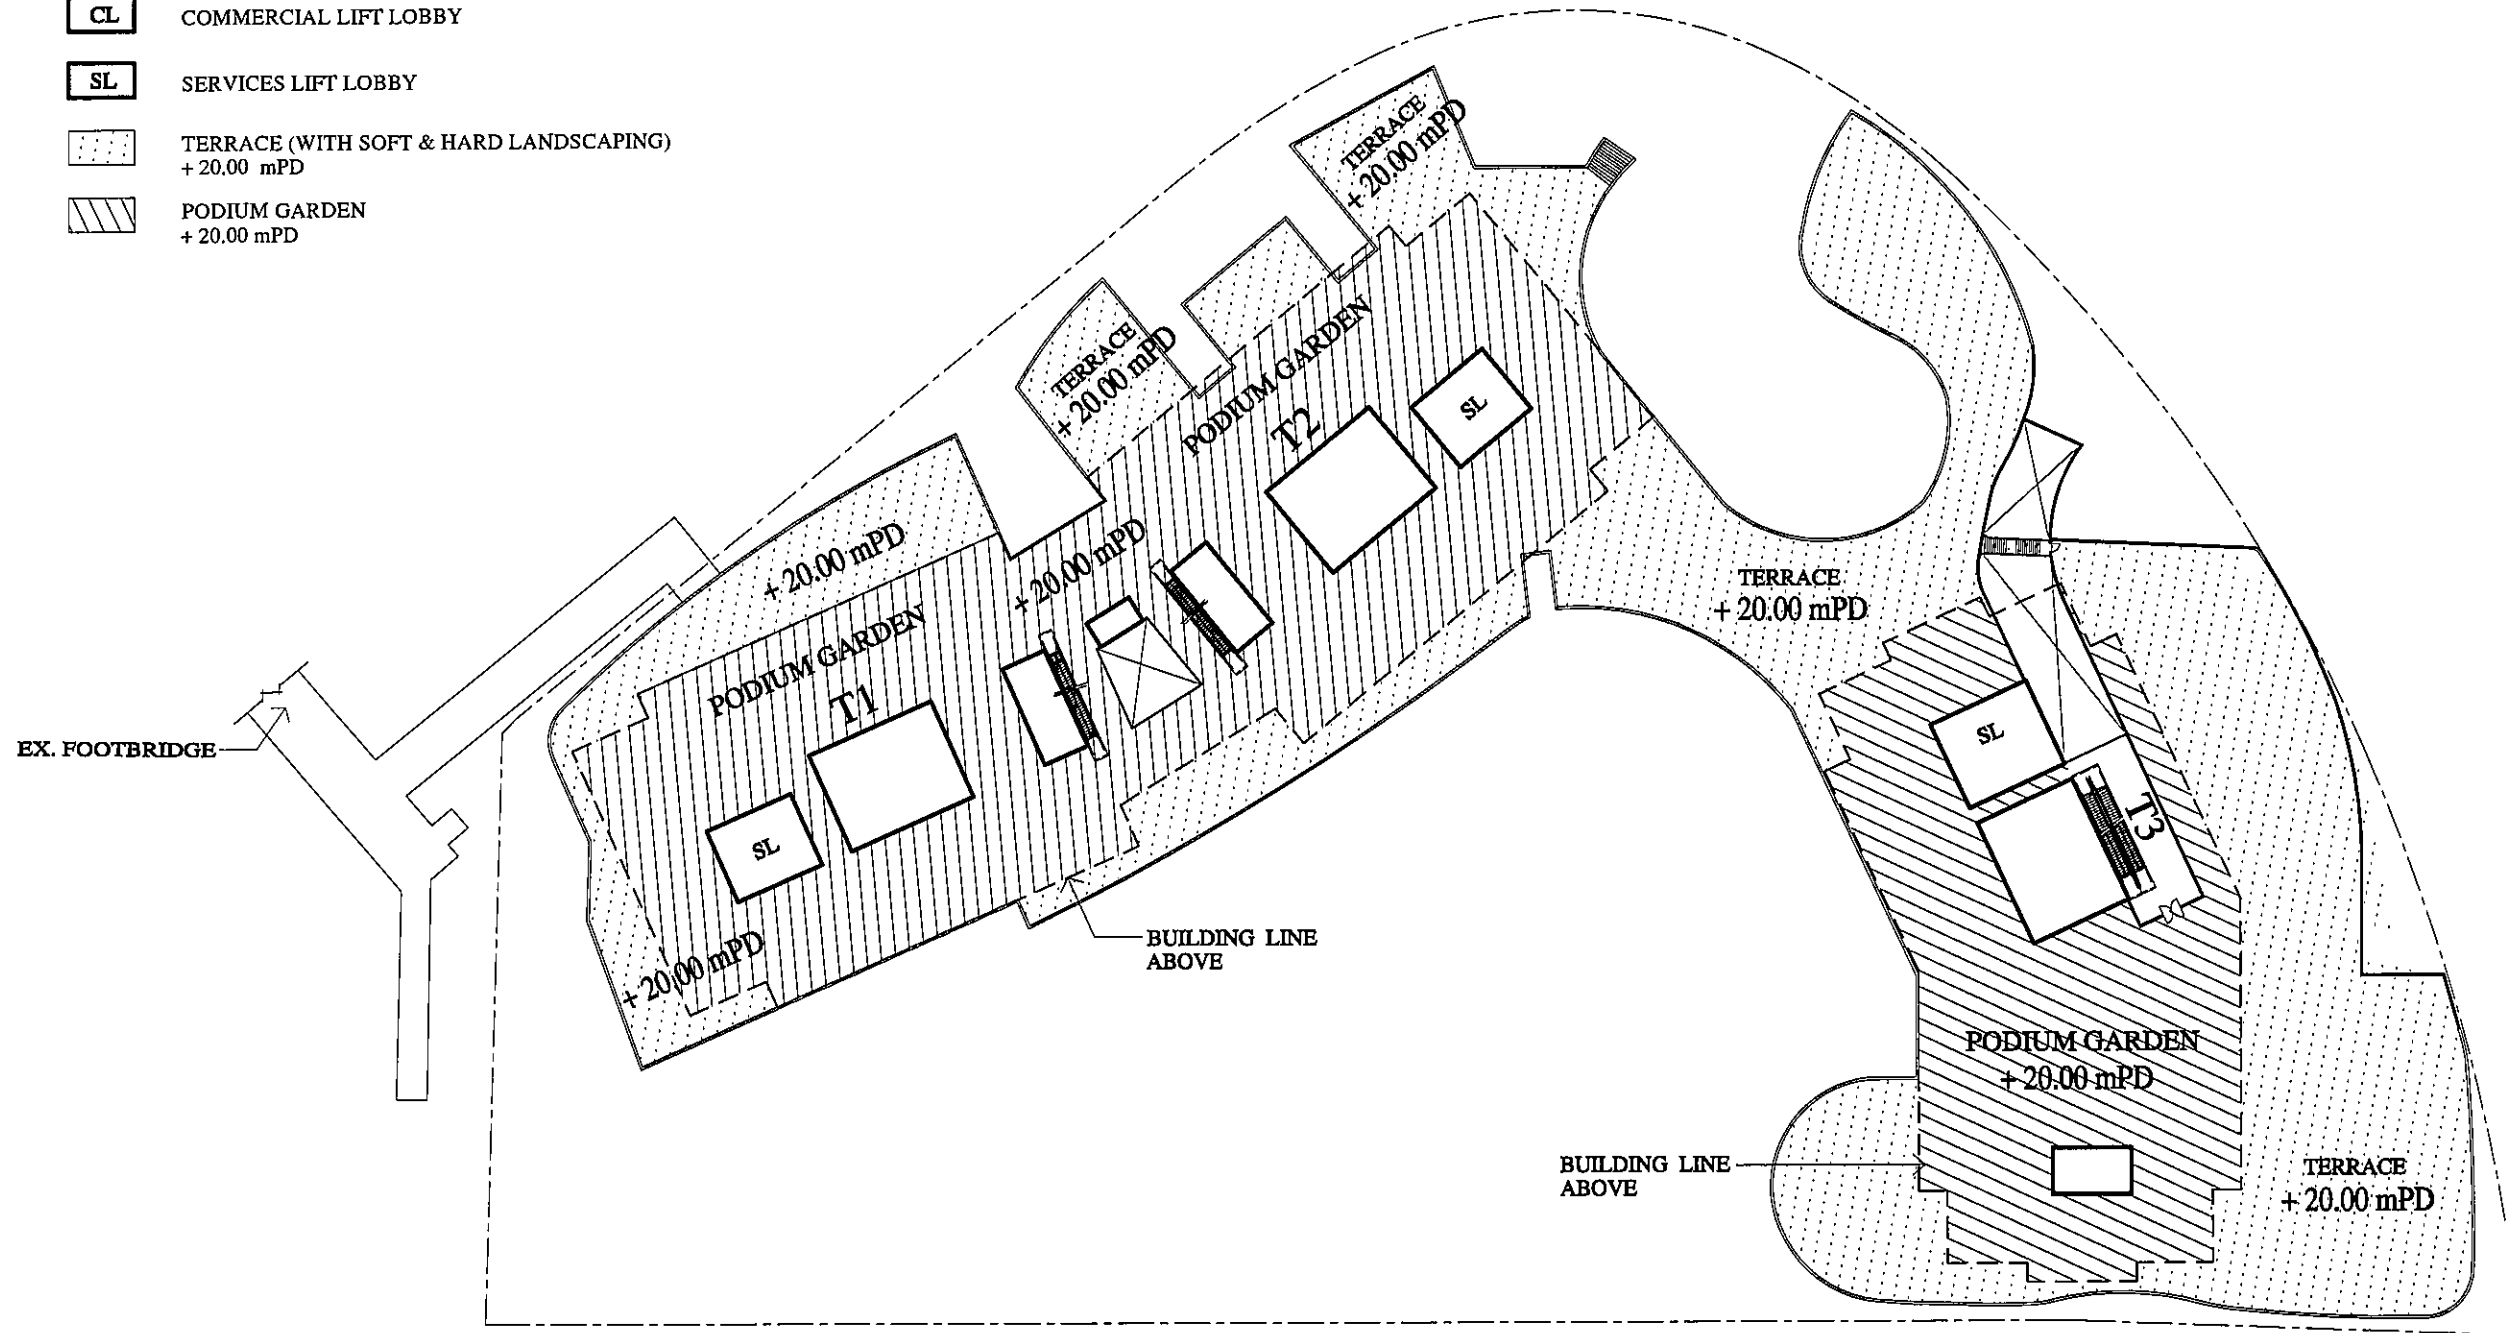 CL
COMMERCIAL LIFT LOBBY
SL
SERVICES LIFT LOBBY
TERRACE (WITH SOFT & HARD LANDSCAPING)
+ 20.00 mPD
PODIUM GARDEN
+ 20.00 mPD
TERRACE
+ 20.00 mPD
TERRACE
+ 20.00 mPD
PODIUM GARDEN
T2
SL
+ 20.00 mPD
+ 20.00 mPD
PODIUM GARDEN
T1
SL
+ 20.00 mPD
EX. FOOTBRIDGE
BUILDING LINE
ABOVE
TERRACE
+ 20.00 mPD
SL
T3
PODIUM GARDEN
+ 20.00 mPD
BUILDING LINE
ABOVE
TERRACE
+ 20.00 mPD